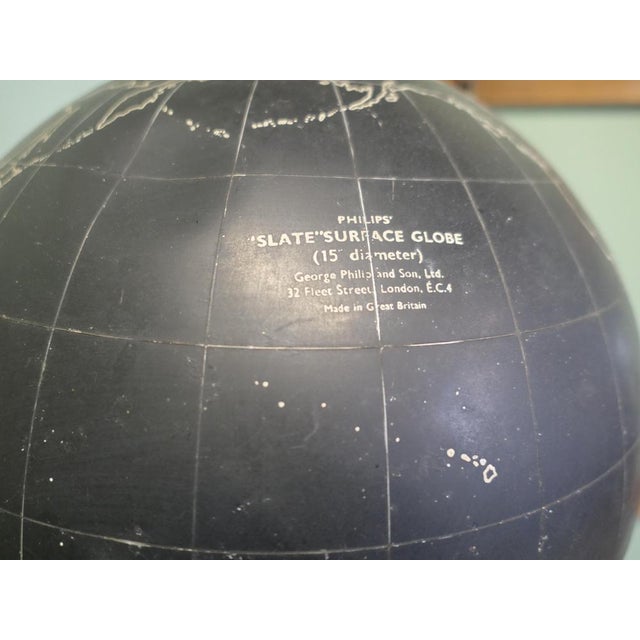 PHILIPS'
"SLATE" SURFACE GLOBE
(15" diameter)
George Philip and Son, Ltd.
32 Fleet Street, London, E.C.4
Made in Great Britain